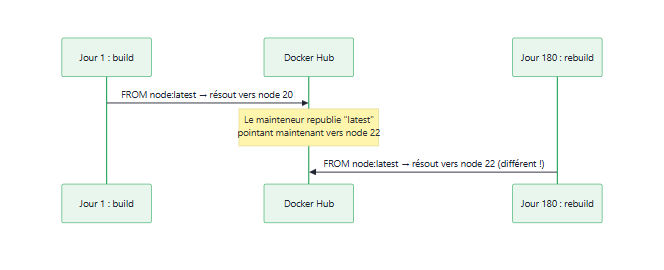 Jour 1 : build
Docker Hub
Jour 180 : rebuild
FROM node:latest → résout vers node 20
Le mainteneur republie "latest"
pointant maintenant vers node 22
FROM node:latest → résout vers node 22 (différent !)
Jour 1 : build
Docker Hub
Jour 180 : rebuild